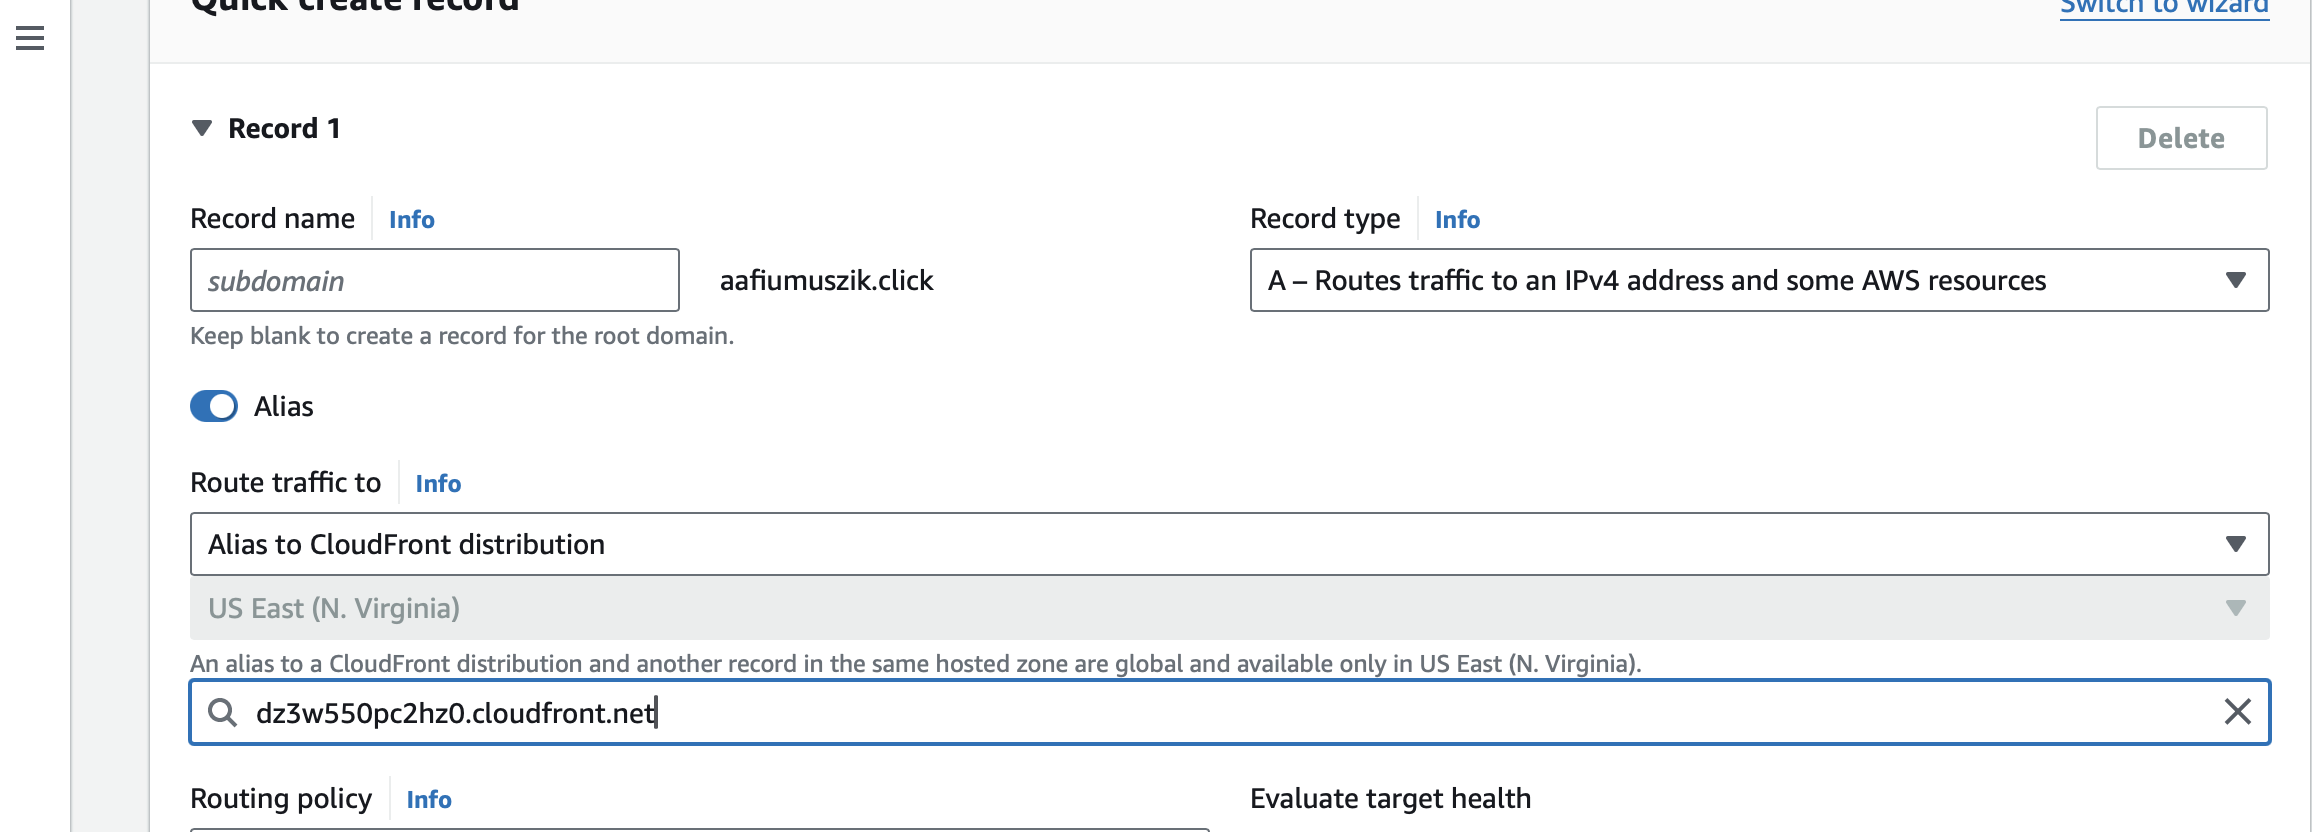 Quick create record
Switch to wizard
Record 1
Delete
Record name Info
Record type Info
subdomain
aafiumuszik.click
A – Routes traffic to an IPv4 address and some AWS resources
Keep blank to create a record for the root domain.
Alias
Route traffic to Info
Alias to CloudFront distribution
US East (N. Virginia)
An alias to a CloudFront distribution and another record in the same hosted zone are global and available only in US East (N. Virginia).
dz3w550pc2hz0.cloudfront.net
Routing policy Info
Evaluate target health